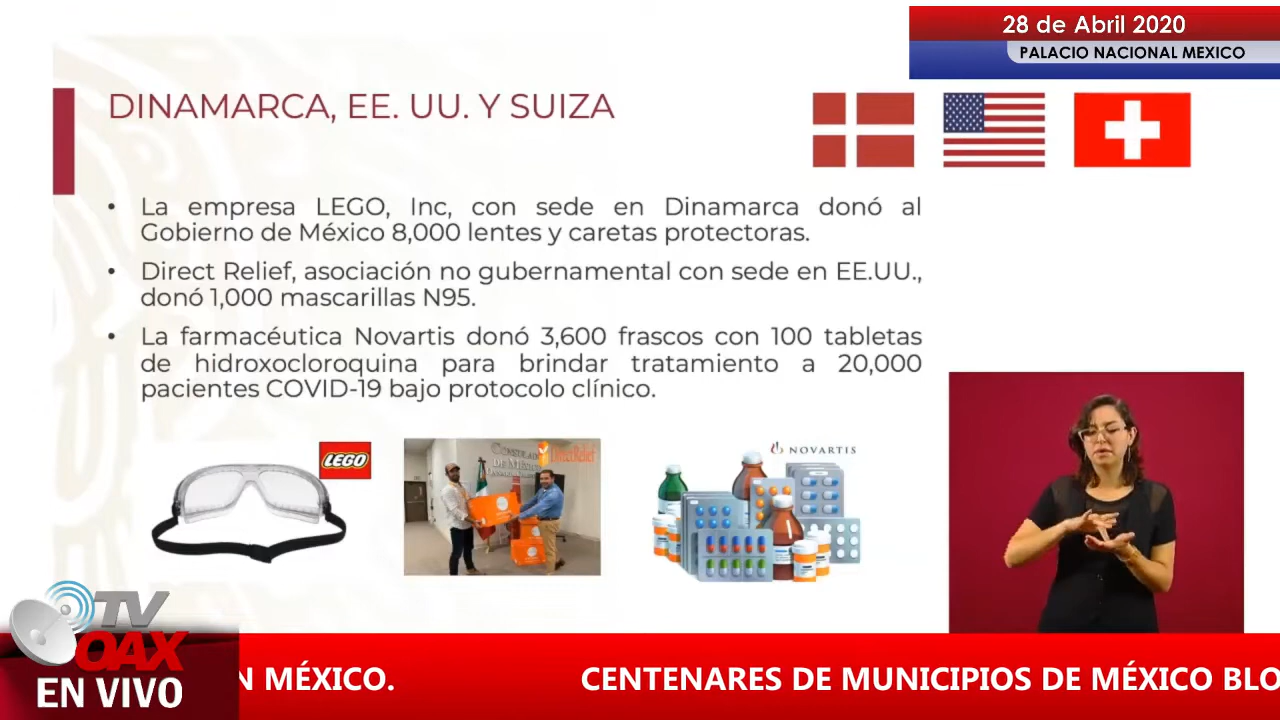 28 de Abril 2020
PALACIO NACIONAL MEXICO
DINAMARCA, EE. UU. Y SUIZA
• La empresa LEGO, Inc, con sede en Dinamarca donó al
Gobierno de México 8,000 lentes y caretas protectoras.
• Direct Relief, asociación no gubernamental con sede en EE.UU.,
donó 1,000 mascarillas N95.
• La farmacéutica Novartis donó 3,600 frascos con 100 tabletas
de hidroxocloroquina para brindar tratamiento a 20,000
pacientes COVID-19 bajo protocolo clínico.
LEGO
DirectRelief
DE MÉXICO
NOVARTIS
TV
OAX
EN VIVO
N MÉXICO. CENTENARES DE MUNICIPIOS DE MÉXICO BLO